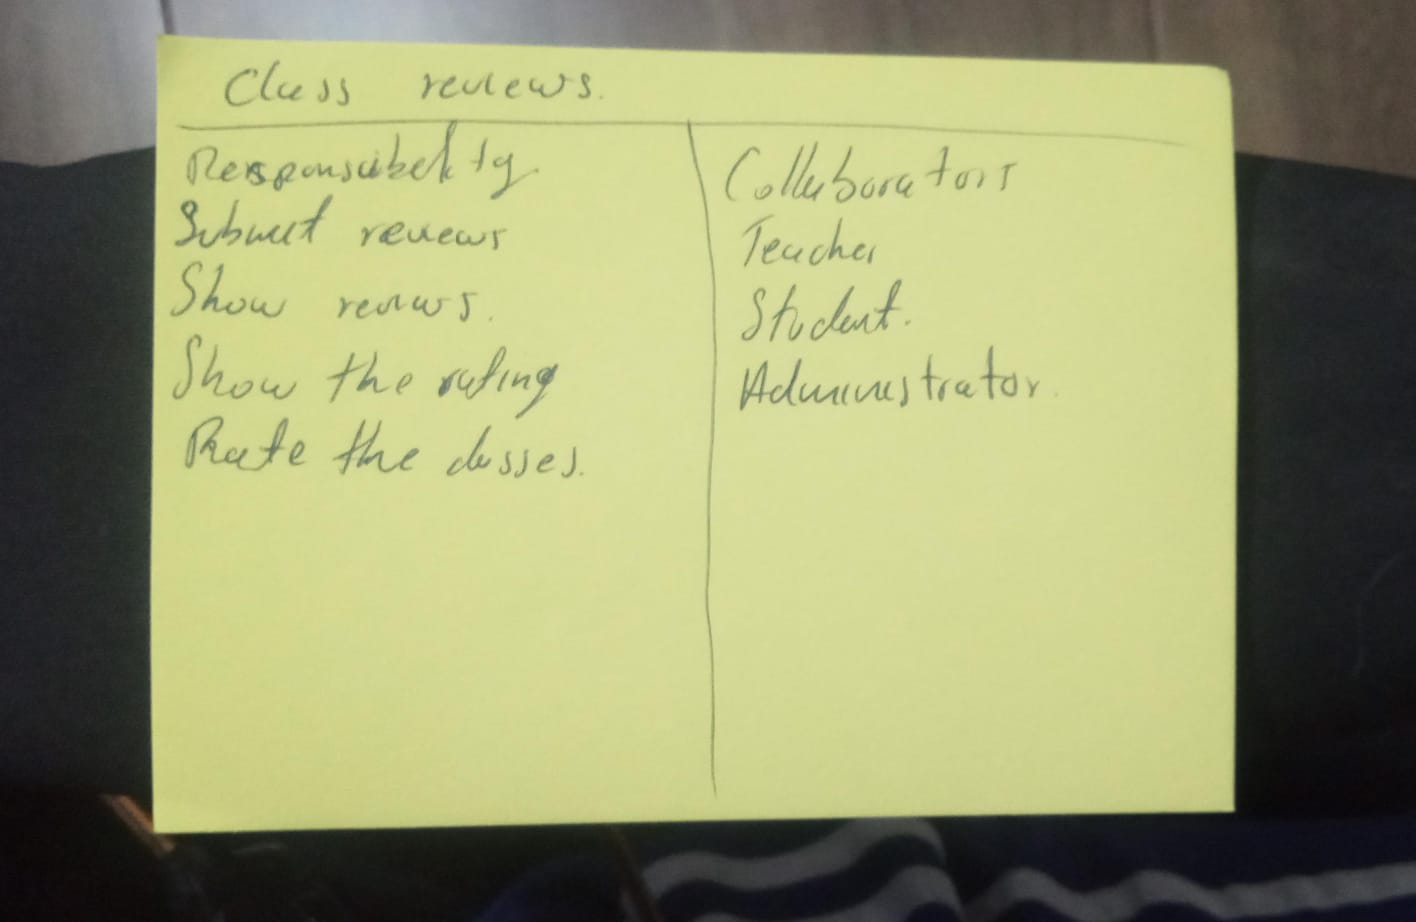 Class reviews.
Responsibility
Submit reviews
Show reviews.
Show the rating
Rate the classes.
Collaborators
Teacher
Student.
Administrator.